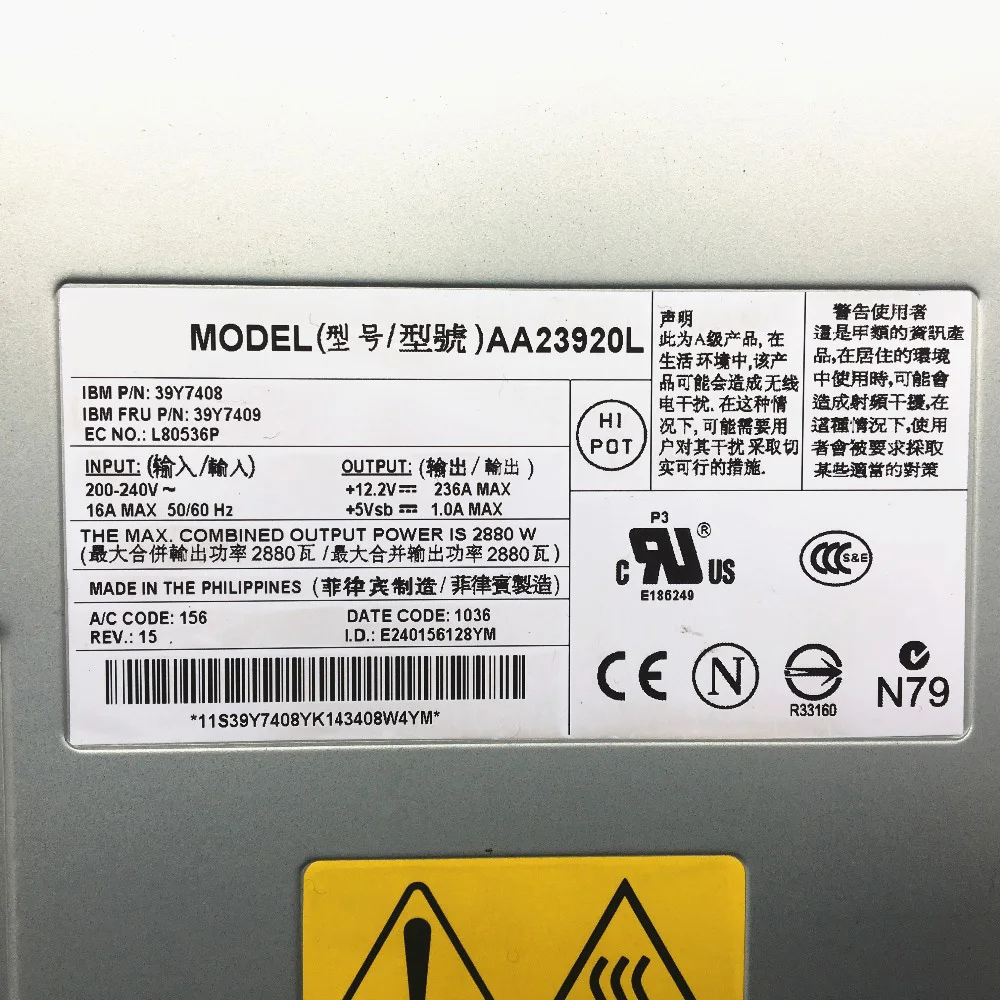 MODEL(型号/型號)AA23920L
IBM P/N: 39Y7408
IBM FRU P/N: 39Y7409
EC NO.: L80536P
INPUT: (输入/輸入)
200-240V ~
16A MAX 50/60 Hz
OUTPUT: (输出/輸出)
+12.2V⎓ 236A MAX
+5Vsb ⎓ 1.0A MAX
THE MAX. COMBINED OUTPUT POWER IS 2880 W
(最大合併輸出功率2880瓦/最大合并输出功率2880瓦)
MADE IN THE PHILIPPINES (菲律宾制造/菲律賓製造)
A/C CODE: 156
REV.: 15 .
DATE CODE: 1036
I.D.: E240156128YM
*11S39Y7408YK143408W4YM*
声明
此为A级产品, 在
生活环境中,该产
品可能会造成无线
电干扰. 在这种情
况下, 可能需要用
户对其干扰采取切
实可行的措施.
警告使用者
這是甲類的資訊產
品,在居住的環境
中使用時,可能會
造成射頻干擾,在
這種情況下,使用
者會被要求採取
某些適當的對策
HI
POT
P3
C RU US ®
E186249
CCC S&E
CE
N
R33160
N79